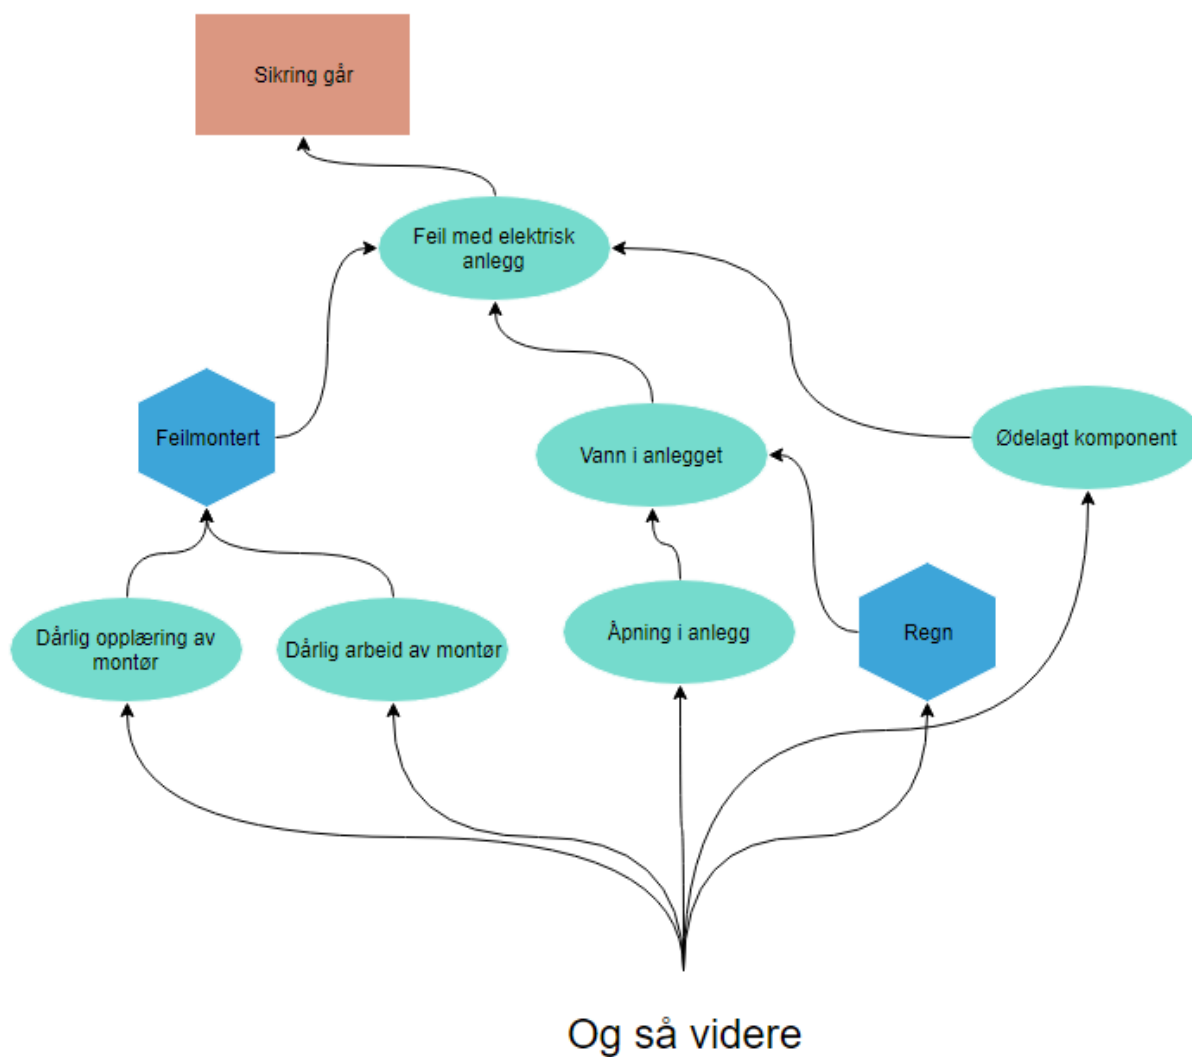 Sikring går
Feil med elektrisk
anlegg
Feilmontert
Vann i anlegget
Ødelagt komponent
Dårlig opplæring av
montør
Dårlig arbeid av montør
Åpning i anlegg
Regn
Og så videre